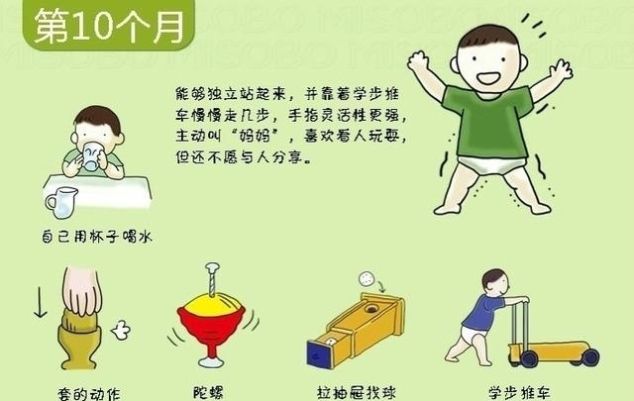 第10个月
能够独立站起来，并靠着学步推
车慢慢走几步，手指灵活性更强，
主动叫“妈妈”，喜欢看人玩耍，
但还不愿与人分享。
自己用杯子喝水
套的动作
陀螺
拉抽屉找球
学步推车